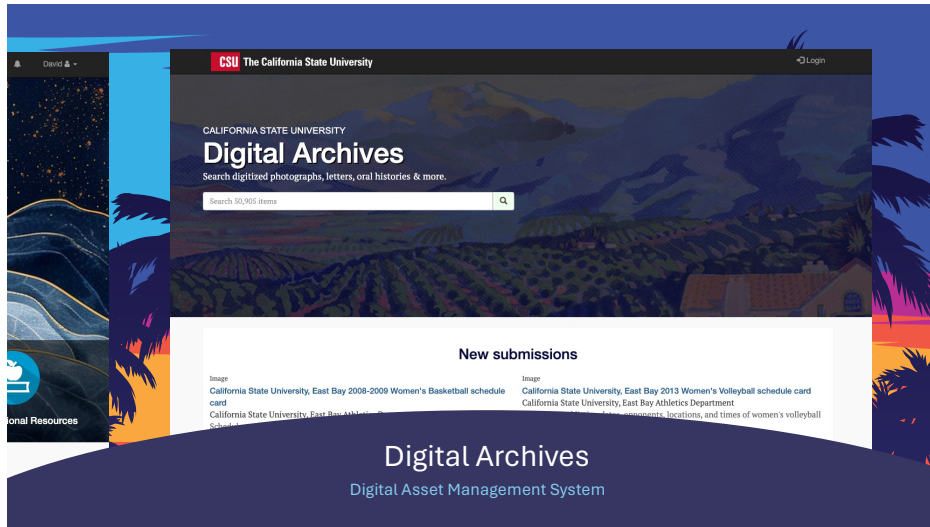 David
CSU The California State University
Login
CALIFORNIA STATE UNIVERSITY
Digital Archives
Search digitized photographs, letters, oral histories & more.
Search 50,905 items
New submissions
Image
California State University, East Bay 2008-2009 Women's Basketball schedule
card
California State University, East Bay Athletics
Image
California State University, East Bay 2013 Women's Volleyball schedule card
California State University, East Bay Athletics Department
opponents, locations, and times of women's volleyball
ional Resources
Digital Archives
Digital Asset Management System